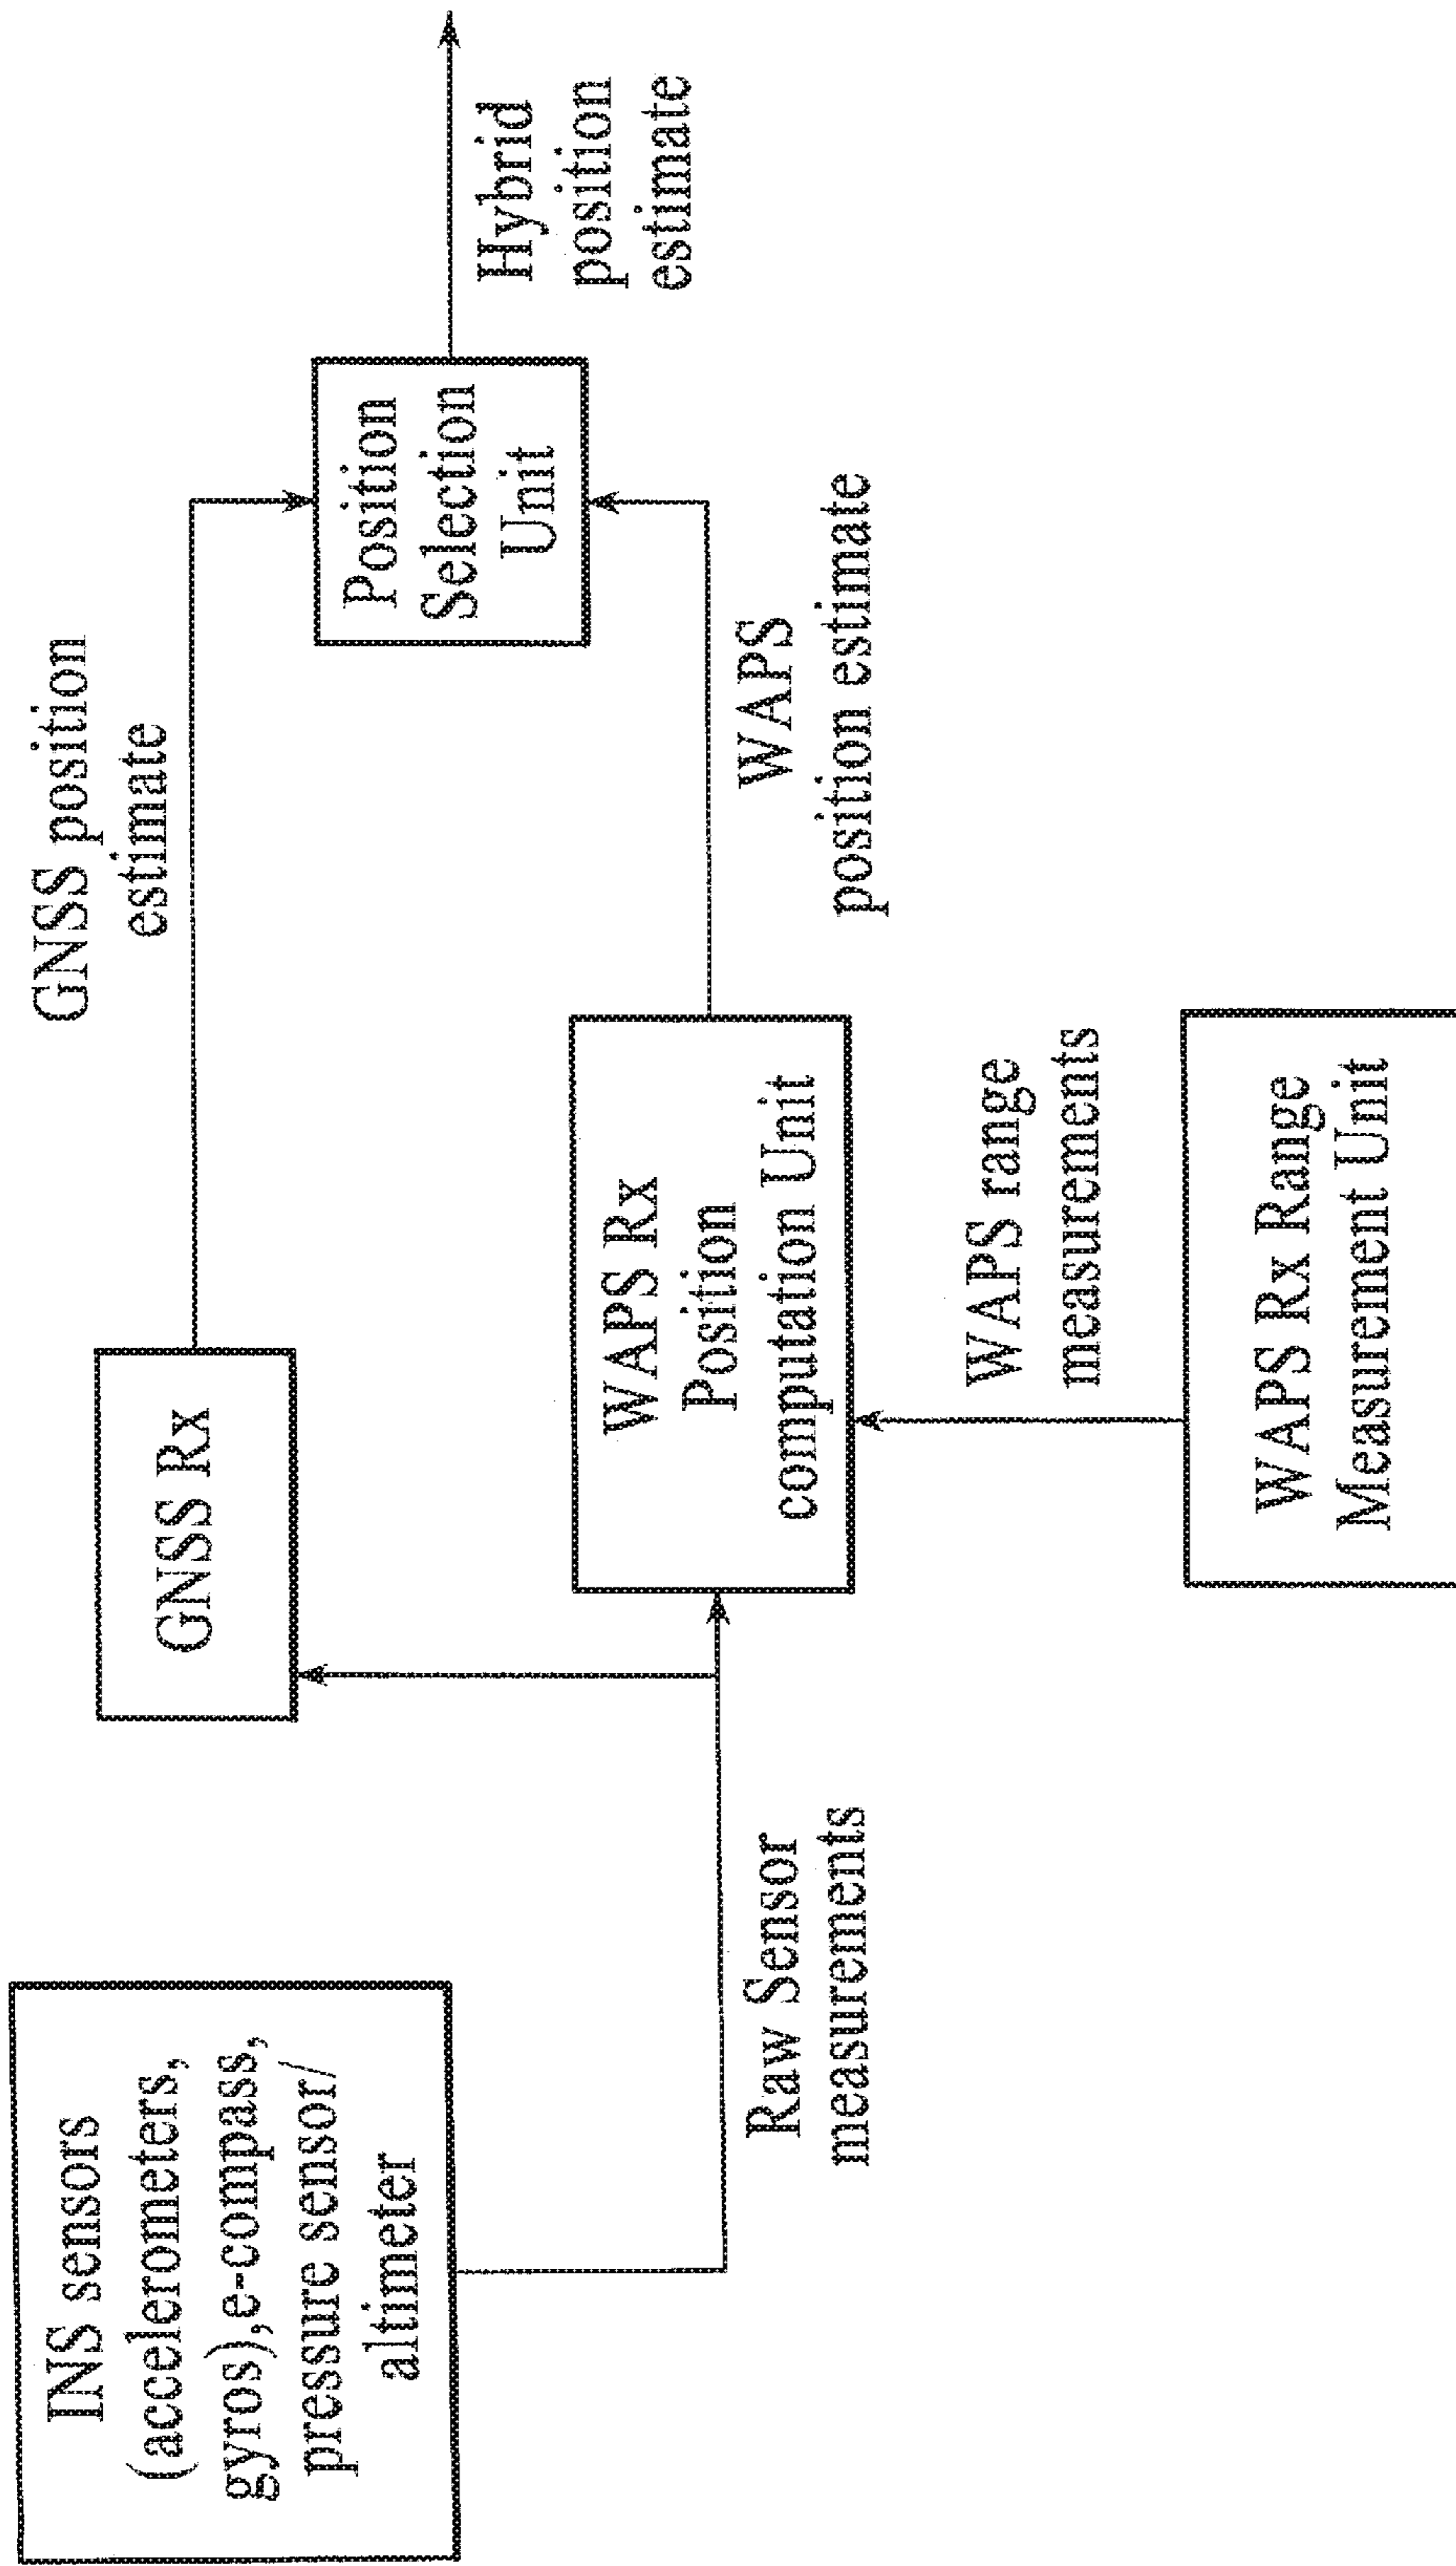 INS sensors
(accelerometers,
gyros),e-compass,
pressure sensor/
altimeter
Raw Sensor
measurements
GNSS Rx
GNSS position
estimate
WAPS Rx
Position
computation Unit
WAPS range
measurements
WAPS Rx Range
Measurement Unit
WAPS
position estimate
Position
Selection
Unit
Hybrid
position
estimate